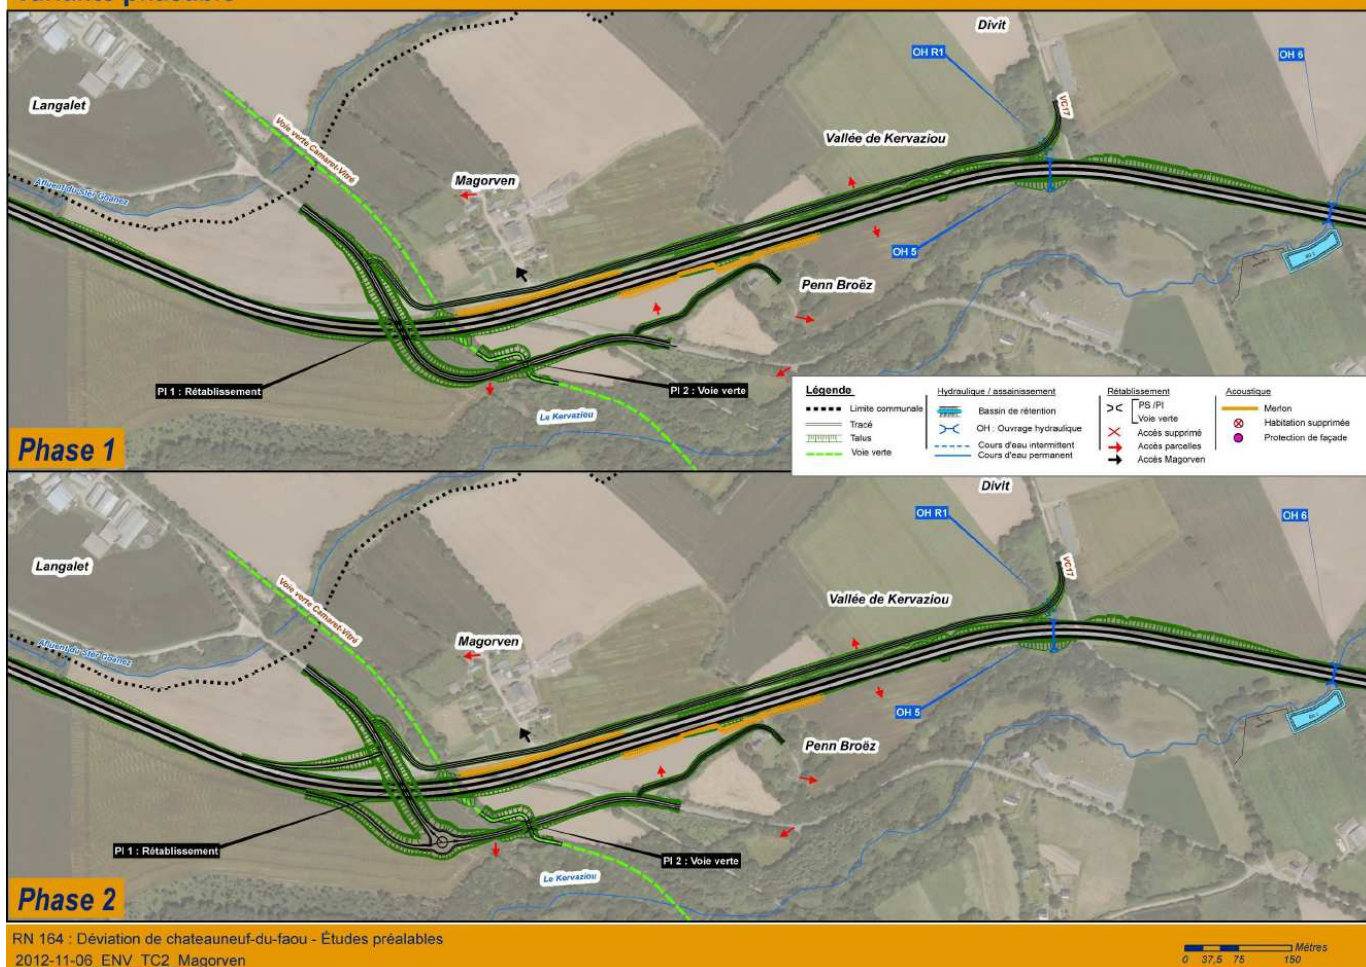 Variante phasable
Divit
OH R1
OH 6
Langalet
VC17
Voie verte Camaret-Vitré
Vallée de Kervaziou
Magorven
Affluent du Ster Goanez
OH 5
Penn Broëz
PI 1 : Rétablissement
PI 2 : Voie verte
Le Kervaziou
Phase 1
Légende
Limite communale
Tracé
Talus
Voie verte
Hydraulique / assainissement
Bassin de rétention
OH : Ouvrage hydraulique
Cours d'eau intermittent
Cours d'eau permanent
Rétablissement
PS /PI
Voie verte
Accès supprimé
Accès parcelles
Accès Magorven
Acoustique
Merlon
Habitation supprimée
Protection de façade
Divit
OH R1
OH 6
Langalet
VC17
Voie verte Camaret-Vitré
Vallée de Kervaziou
Magorven
Affluent du Ster Goanez
OH 5
Penn Broëz
PI 1 : Rétablissement
PI 2 : Voie verte
Le Kervaziou
Phase 2
RN 164 : Déviation de chateauneuf-du-faou - Études préalables
2012-11-06_ENV_TC2_Magorven
Mètres
0 37,5 75 150